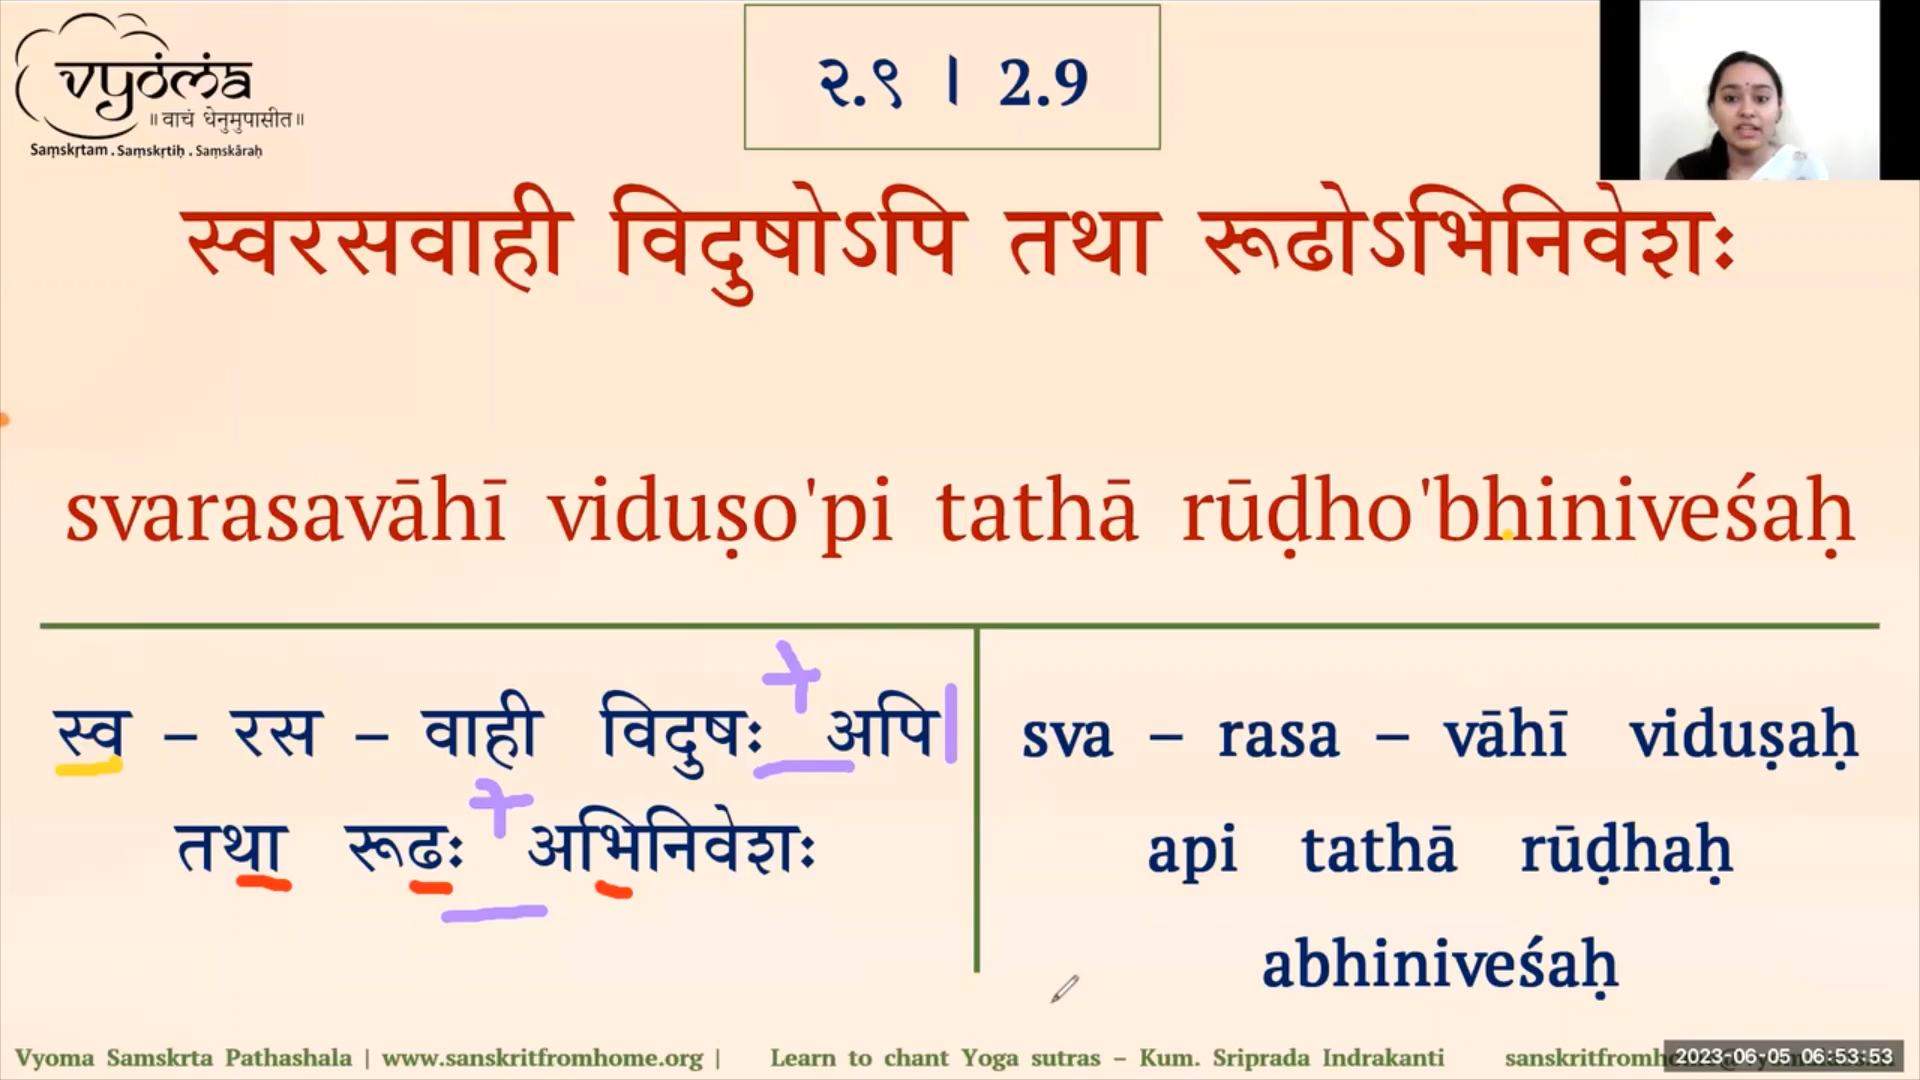 vyoma
॥वाचं धेनुमुपासीत॥
Saṃskṛtam . Saṃskṛtiḥ . Saṃskāraḥ
२.९ । 2.9
स्वरसवाही विदुषोऽपि तथा रूढोऽभिनिवेशः
svarasavāhī viduṣo'pi tathā rūḍho'bhiniveśaḥ
स्व – रस – वाही विदुषः अपि
तथा रूढः अभिनिवेशः
sva – rasa – vāhī viduṣaḥ
api tathā rūḍhaḥ
abhiniveśaḥ
Vyoma Samskrta Pathashala | www.sanskritfromhome.org | Learn to chant Yoga sutras – Kum. Sriprada Indrakanti
2023-06-05 06:53:53